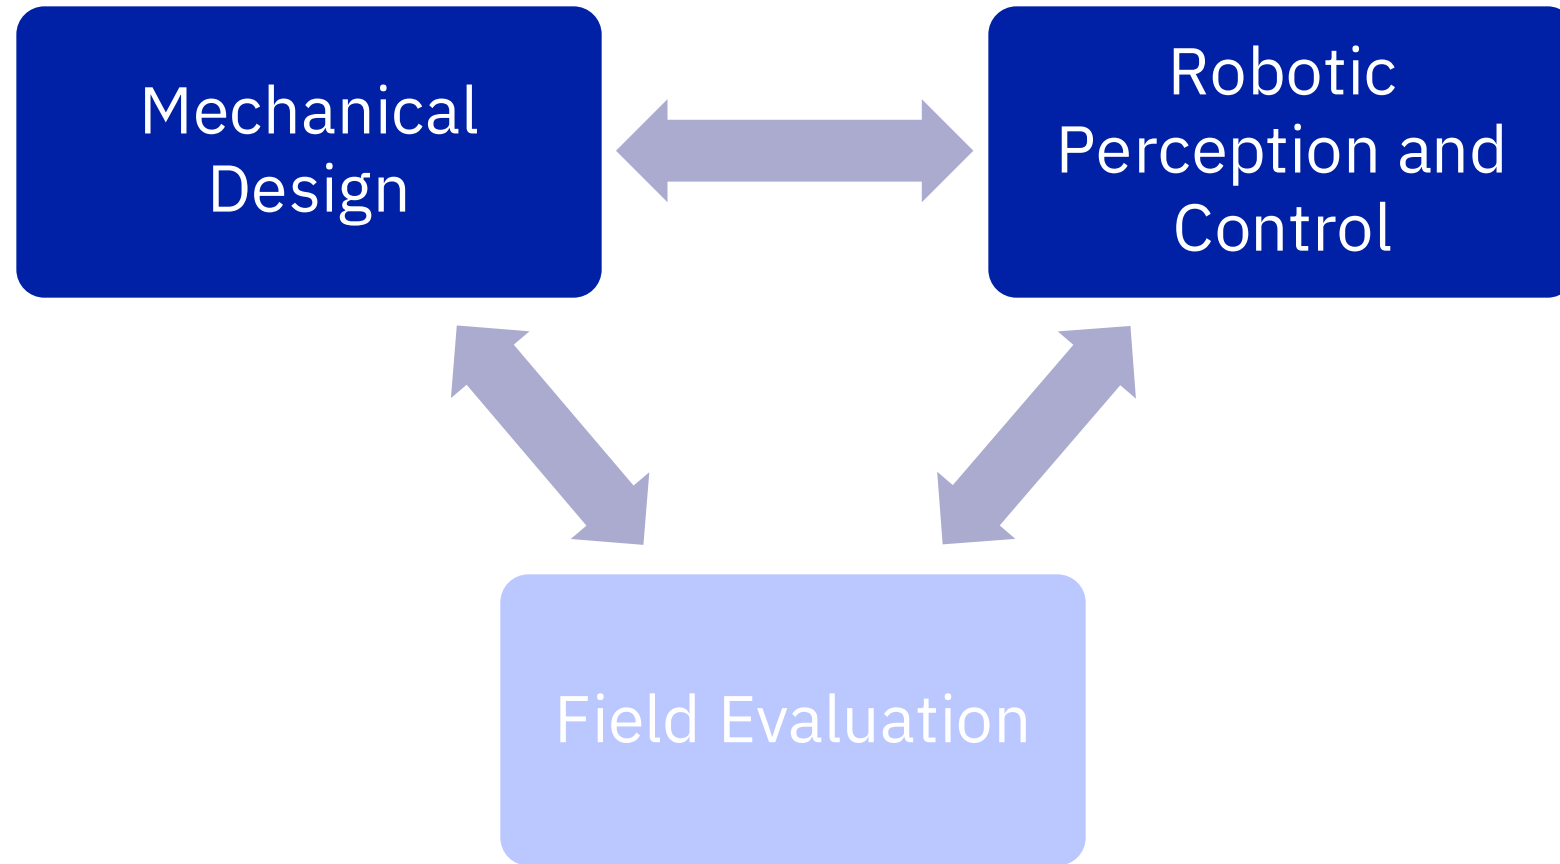 Mechanical
Design
Robotic
Perception and
Control
Field Evaluation